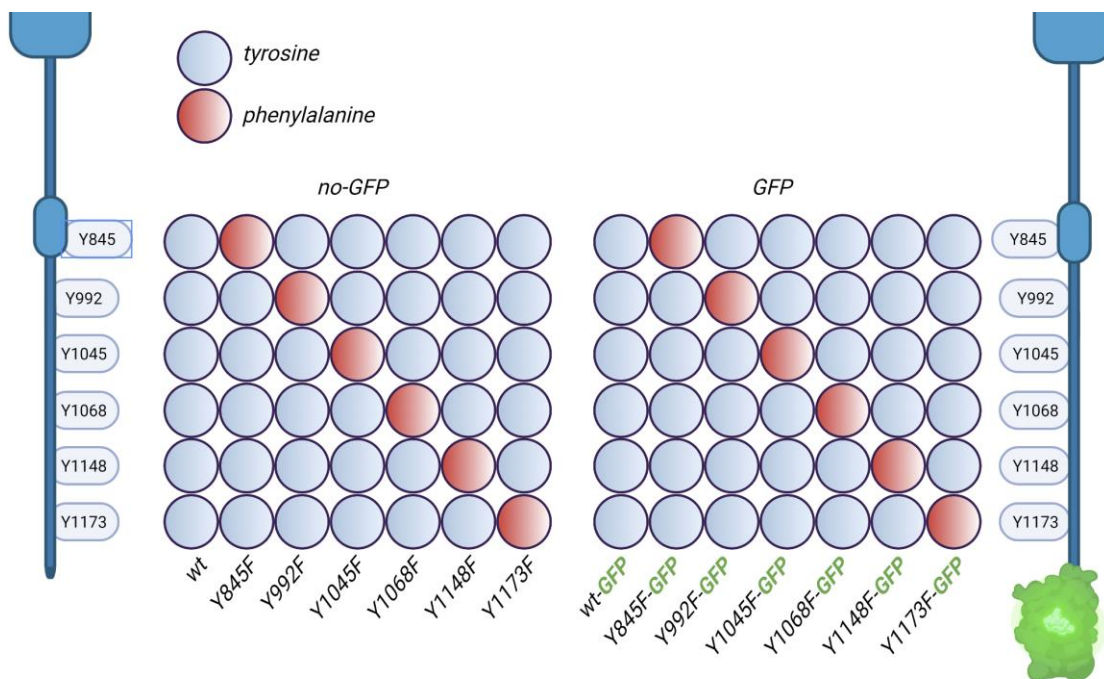 tyrosine
phenylalanine
no-GFP
GFP
Y845
Y992
Y1045
Y1068
Y1148
Y1173
Y845
Y992
Y1045
Y1068
Y1148
Y1173
wt
Y845F
Y992F
Y1045F
Y1068F
Y1148F
Y1173F
wt-GFP
Y845F-GFP
Y992F-GFP
Y1045F-GFP
Y1068F-GFP
Y1148F-GFP
Y1173F-GFP